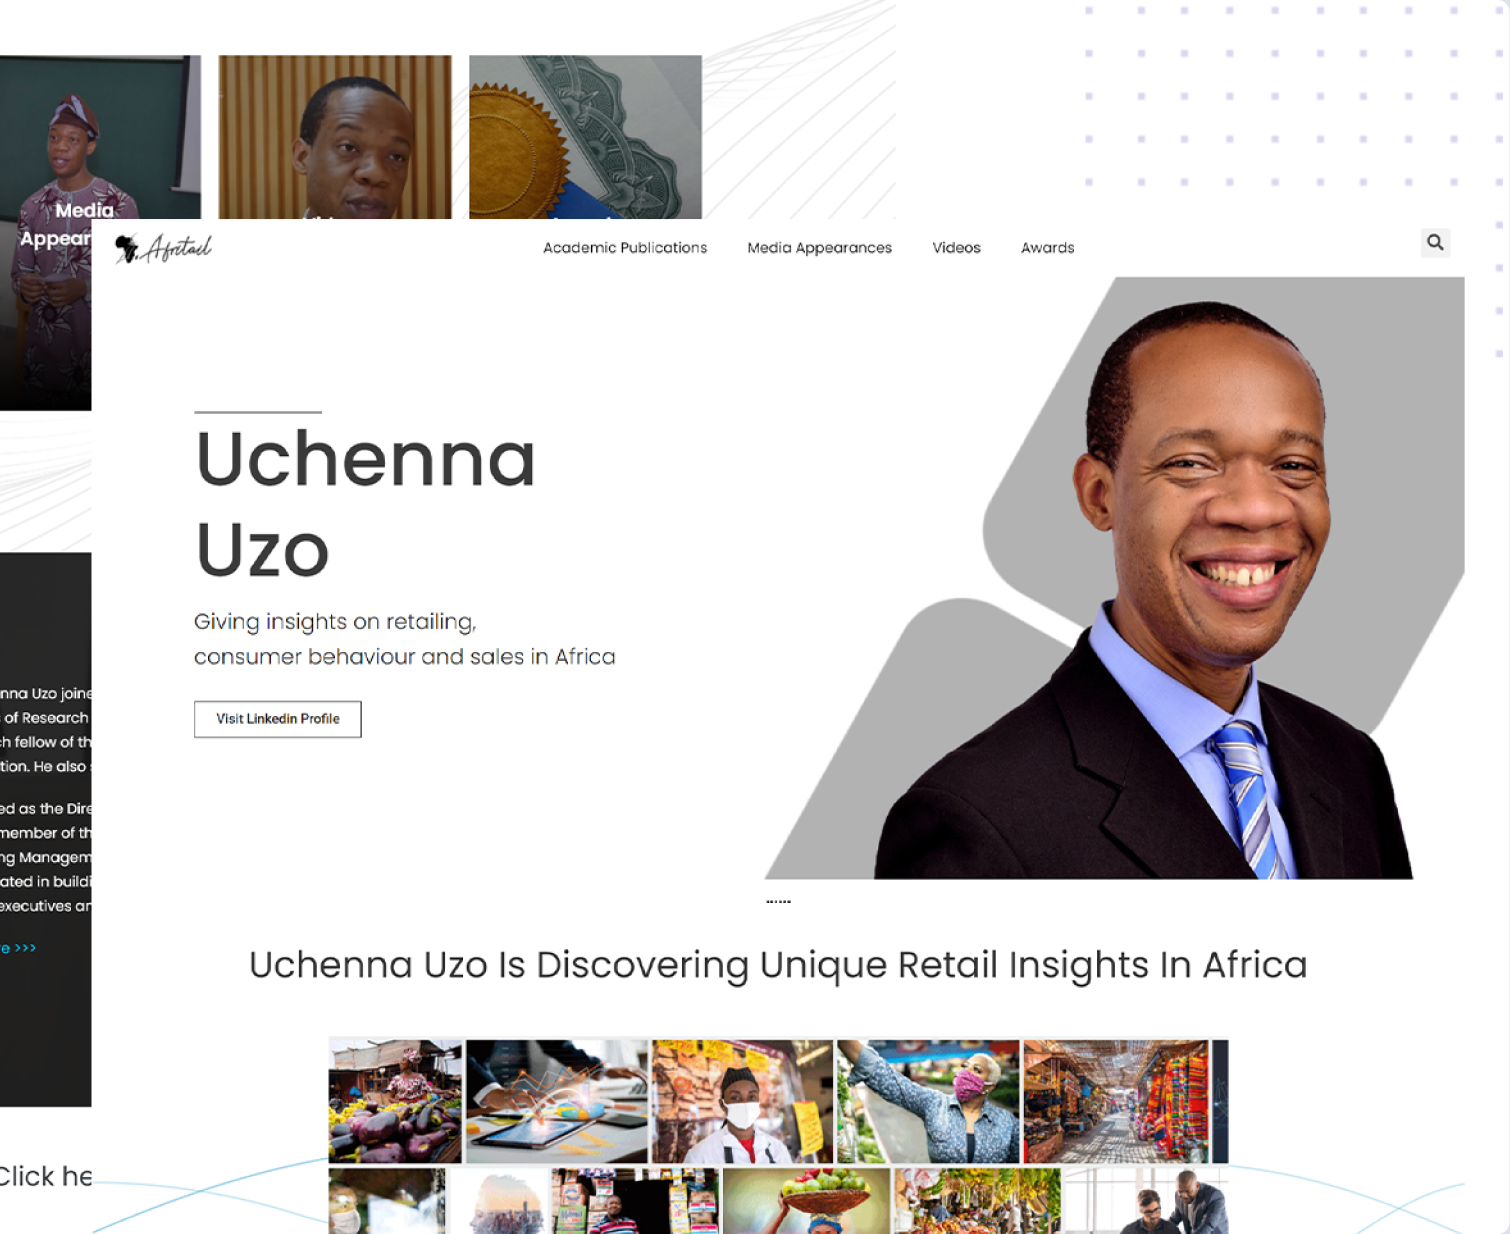 Media
Appear
Afritail
Academic Publications
Media Appearances
Videos
Awards
Uchenna
Uzo
Giving insights on retailing,
consumer behaviour and sales in Africa
Visit Linkedin Profile
Uchenna Uzo Is Discovering Unique Retail Insights In Africa
nna Uzo joine
of Research
h fellow of th
tion. He also
ed as the Dire
member of th
ng Managem
ated in buildi
executives an
e >>>
Click he